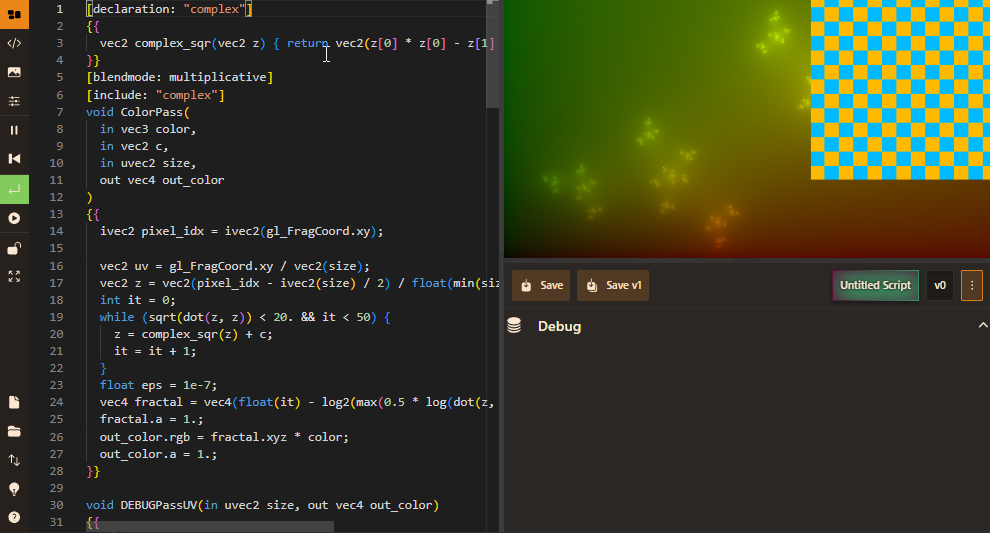 1 [declaration: "complex"]
2 {{
3 vec2 complex_sqr(vec2 z) { return vec2(z[0] * z[0] - z[1]
4 }}
5 [blendmode: multiplicative]
6 [include: "complex"]
7 void ColorPass(
8 in vec3 color,
9 in vec2 c,
10 in uvec2 size,
11 out vec4 out_color
12 )
13 {{
14 ivec2 pixel_idx = ivec2(gl_FragCoord.xy);
15
16 vec2 uv = gl_FragCoord.xy / vec2(size);
17 vec2 z = vec2(pixel_idx - ivec2(size) / 2) / float(min(siz
18 int it = 0;
19 while (sqrt(dot(z, z)) < 20. && it < 50) {
20 z = complex_sqr(z) + c;
21 it = it + 1;
22 }
23 float eps = 1e-7;
24 vec4 fractal = vec4(float(it) - log2(max(0.5 * log(dot(z,
25 fractal.a = 1.;
26 out_color.rgb = fractal.xyz * color;
27 out_color.a = 1.;
28 }}
29
30 void DEBUGPassUV(in uvec2 size, out vec4 out_color)
31 {{
Save
Save v1
Untitled Script
v0
Debug